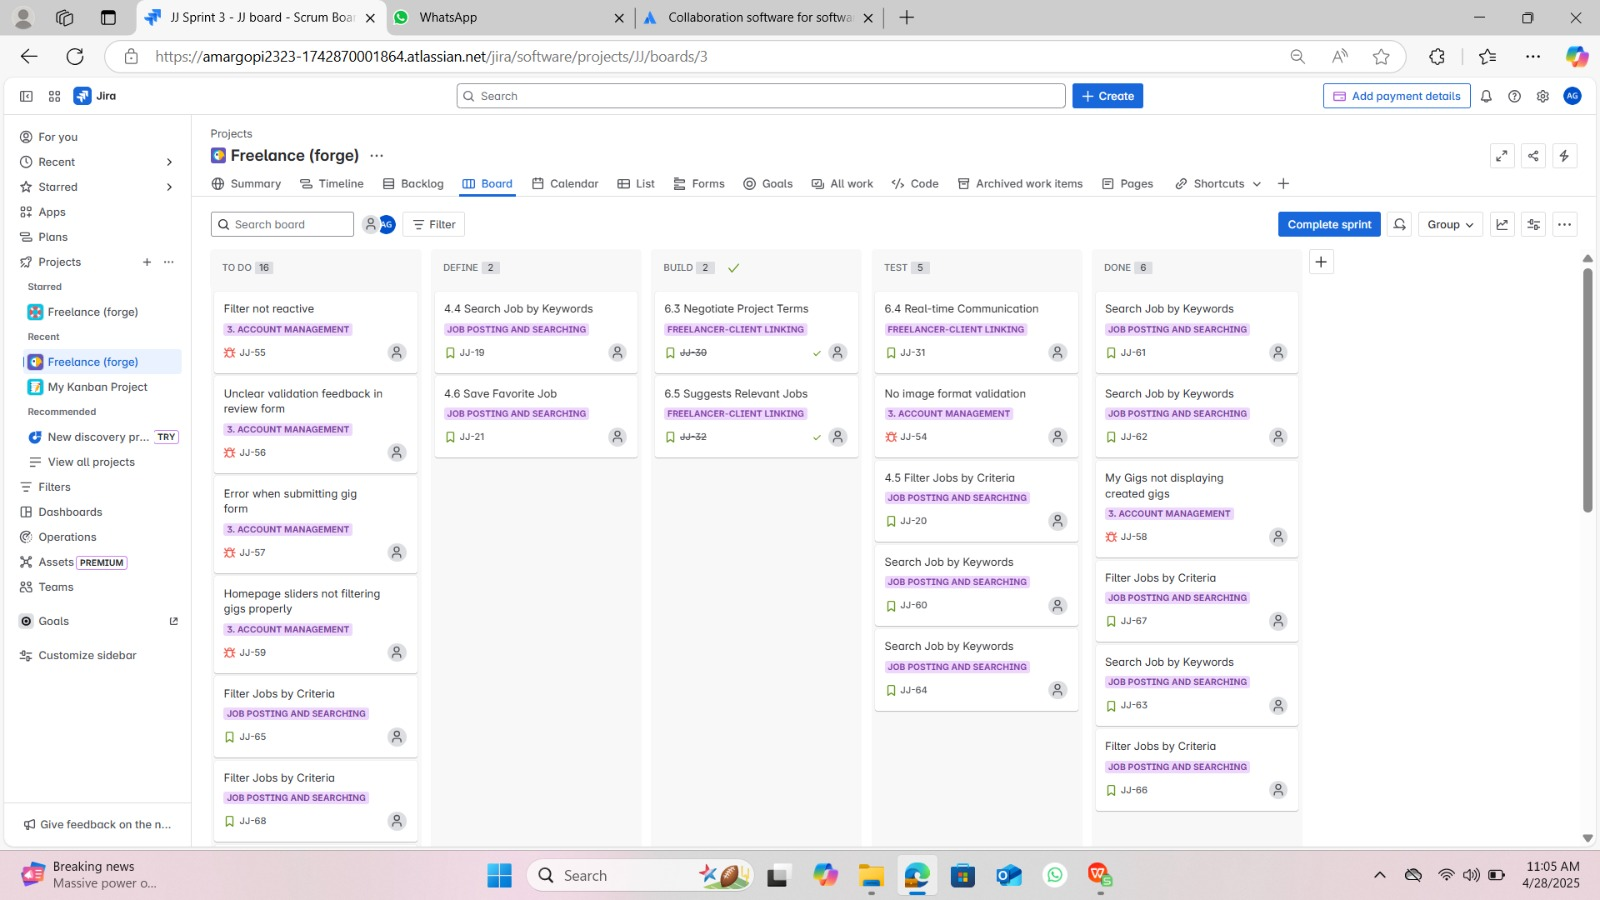 JJ Sprint 3 - JJ board - Scrum Boar
WhatsApp
Collaboration software for softwa
https://amargopi2323-1742870001864.atlassian.net/jira/software/projects/JJ/boards/3
Jira
Search
+ Create
Add payment details
AG
For you
Recent
Starred
Apps
Plans
Projects
Starred
Freelance (forge)
Recent
Freelance (forge)
My Kanban Project
Recommended
New discovery pr... TRY
View all projects
Filters
Dashboards
Operations
Assets PREMIUM
Teams
Goals
Customize sidebar
Give feedback on the n...
Projects
Freelance (forge)
Summary Timeline Backlog Board Calendar List Forms Goals All work Code Archived work items Pages Shortcuts
Search board
AG
Filter
Complete sprint
Group
TO DO 16
Filter not reactive
3. ACCOUNT MANAGEMENT
JJ-55
Unclear validation feedback in
review form
3. ACCOUNT MANAGEMENT
JJ-56
Error when submitting gig
form
3. ACCOUNT MANAGEMENT
JJ-57
Homepage sliders not filtering
gigs properly
3. ACCOUNT MANAGEMENT
JJ-59
Filter Jobs by Criteria
JOB POSTING AND SEARCHING
JJ-65
Filter Jobs by Criteria
JOB POSTING AND SEARCHING
JJ-68
DEFINE 2
4.4 Search Job by Keywords
JOB POSTING AND SEARCHING
JJ-19
4.6 Save Favorite Job
JOB POSTING AND SEARCHING
JJ-21
BUILD 2
6.3 Negotiate Project Terms
FREELANCER-CLIENT LINKING
JJ-30
6.5 Suggests Relevant Jobs
FREELANCER-CLIENT LINKING
JJ-32
TEST 5
6.4 Real-time Communication
FREELANCER-CLIENT LINKING
JJ-31
No image format validation
3. ACCOUNT MANAGEMENT
JJ-54
4.5 Filter Jobs by Criteria
JOB POSTING AND SEARCHING
JJ-20
Search Job by Keywords
JOB POSTING AND SEARCHING
JJ-60
Search Job by Keywords
JOB POSTING AND SEARCHING
JJ-64
DONE 6
Search Job by Keywords
JOB POSTING AND SEARCHING
JJ-61
Search Job by Keywords
JOB POSTING AND SEARCHING
JJ-62
My Gigs not displaying
created gigs
3. ACCOUNT MANAGEMENT
JJ-58
Filter Jobs by Criteria
JOB POSTING AND SEARCHING
JJ-67
Search Job by Keywords
JOB POSTING AND SEARCHING
JJ-63
Filter Jobs by Criteria
JOB POSTING AND SEARCHING
JJ-66
Breaking news
Massive power o...
Search
11:05 AM
4/28/2025